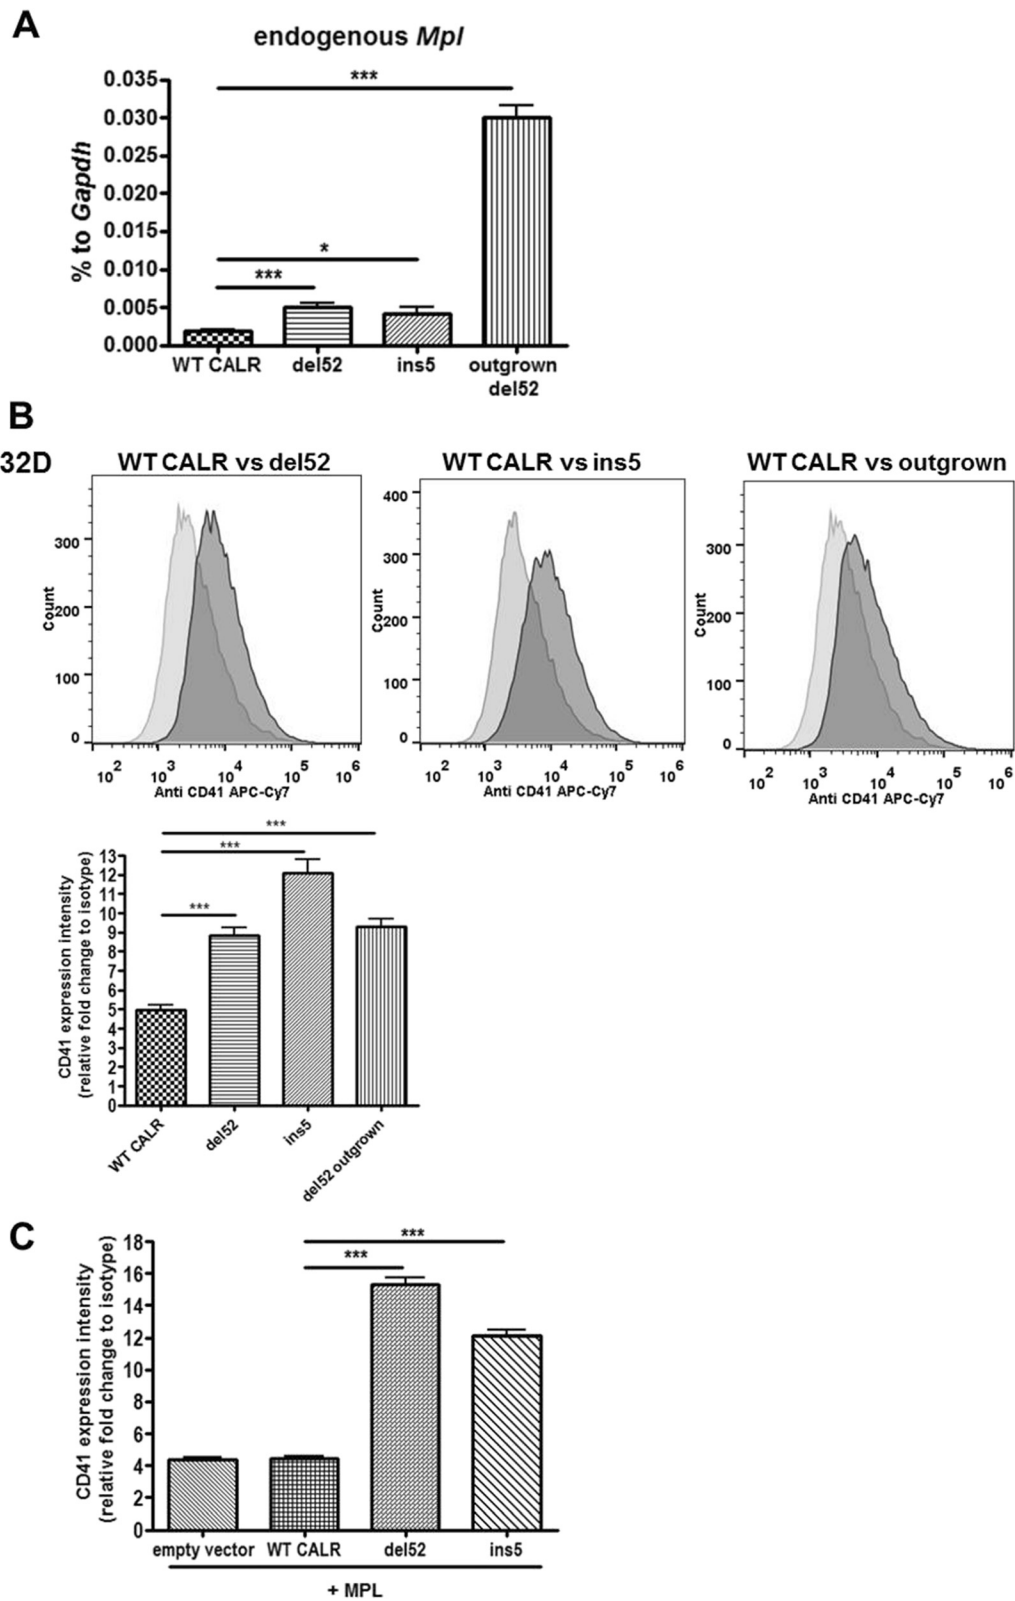 A
endogenous Mpl
% to Gapdh
0.035
0.030
0.025
0.020
0.015
0.010
0.005
0.000
***
*
***
WT CALR del52 ins5 outgrown
del52
B
32D
WT CALR vs del52
Count
300
200
100
0
10² 10³ 10⁴ 10⁵ 10⁶
Anti CD41 APC-Cy7
WT CALR vs ins5
Count
400
300
200
100
0
10² 10³ 10⁴ 10⁵ 10⁶
Anti CD41 APC-Cy7
WT CALR vs outgrown
Count
300
200
100
0
10² 10³ 10⁴ 10⁵ 10⁶
Anti CD41 APC-Cy7
CD41 expression intensity
(relative fold change to isotype)
13
12
11
10
9
8
7
6
5
4
3
2
1
0
***
***
***
WT CALR
del52
ins5
del52 outgrown
C
CD41 expression intensity
(relative fold change to isotype)
18
16
14
12
10
8
6
4
2
0
***
***
empty vector WT CALR del52 ins5
+ MPL